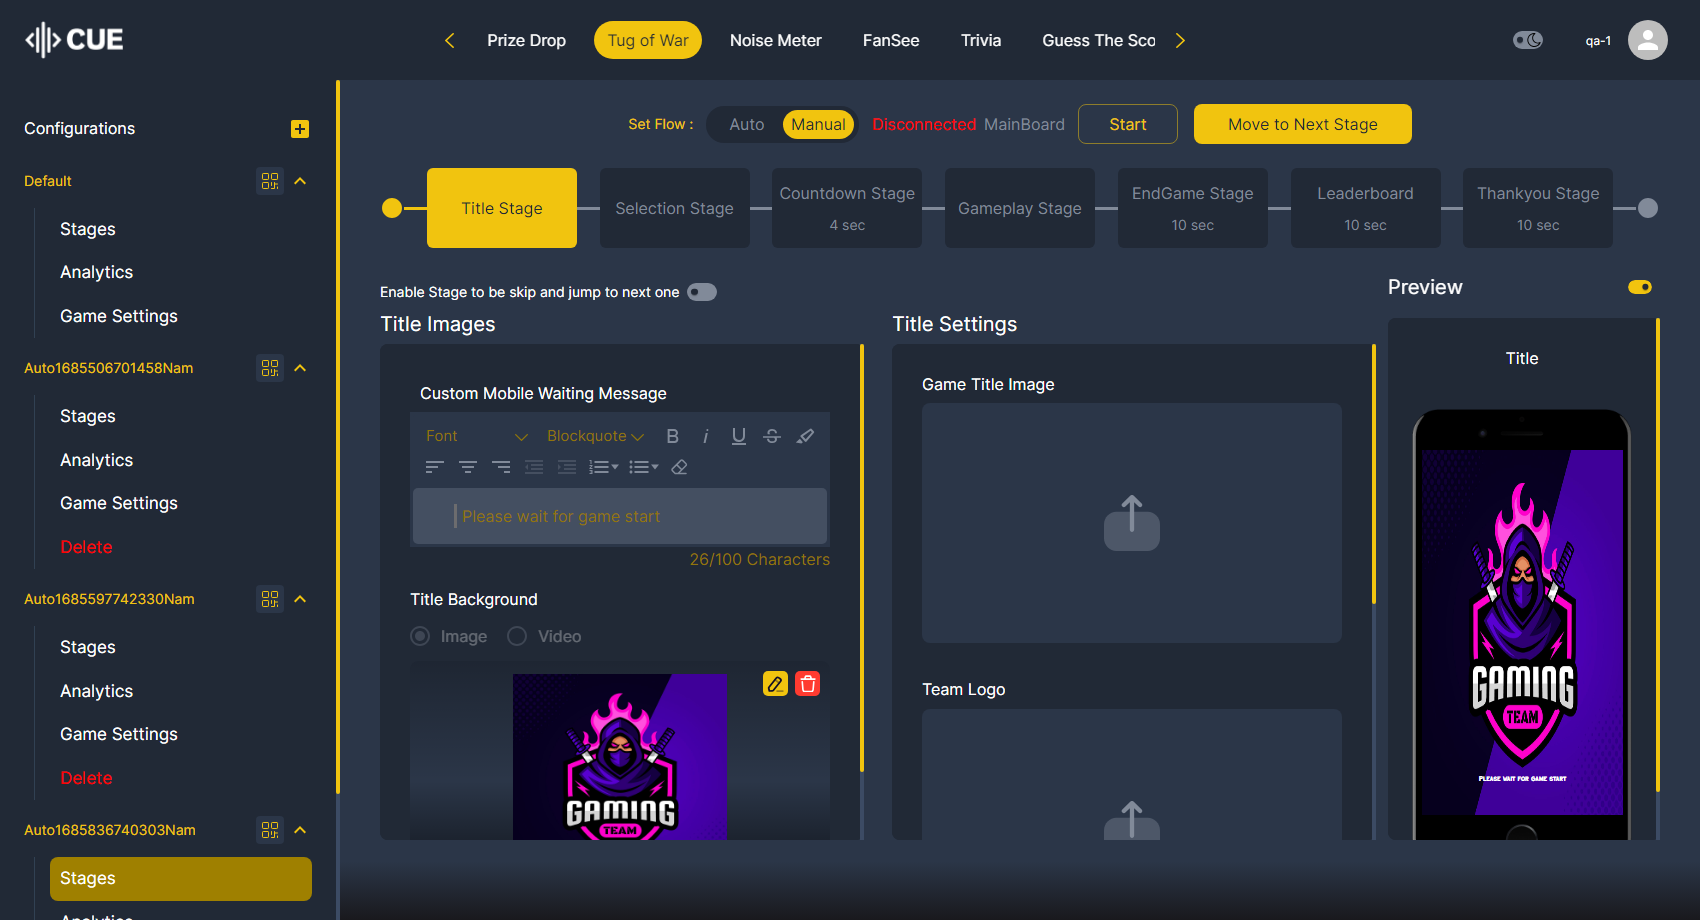 CUE
Prize Drop
Tug of War
Noise Meter
FanSee
Trivia
Guess The Sco
qa-1
Configurations
Default
Stages
Analytics
Game Settings
Auto1685506701458Nam
Stages
Analytics
Game Settings
Delete
Auto1685597742330Nam
Stages
Analytics
Game Settings
Delete
Auto1685836740303Nam
Stages
Analytics
Set Flow :
Auto
Manual
Disconnected MainBoard
Start
Move to Next Stage
Title Stage
Selection Stage
Countdown Stage
4 sec
Gameplay Stage
EndGame Stage
10 sec
Leaderboard
10 sec
Thankyou Stage
10 sec
Enable Stage to be skip and jump to next one
Title Images
Custom Mobile Waiting Message
Font
Blockquote
B i U S
Please wait for game start
26/100 Characters
Title Background
Image
Video
GAMING
TEAM
Title Settings
Game Title Image
Team Logo
Preview
Title
GAMING
TEAM
PLEASE WAIT FOR GAME START